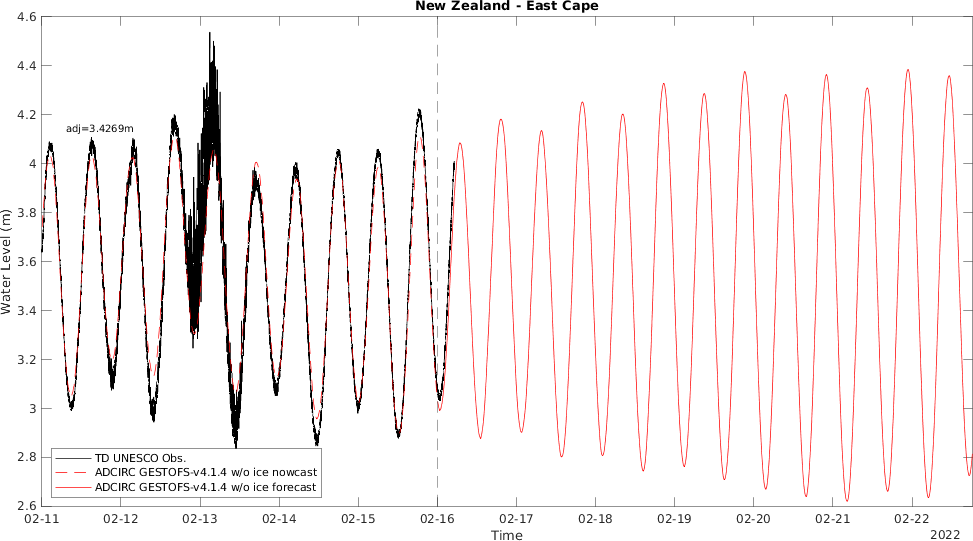 New Zealand - East Cape
4.6
4.4
4.2
4
3.8
3.6
3.4
3.2
3
2.8
2.6
Water Level (m)
adj=3.4269m
TD UNESCO Obs.
ADCIRC GESTOFS-v4.1.4 w/o ice nowcast
ADCIRC GESTOFS-v4.1.4 w/o ice forecast
02-11 02-12 02-13 02-14 02-15 02-16 02-17 02-18 02-19 02-20 02-21 02-22
2022
Time